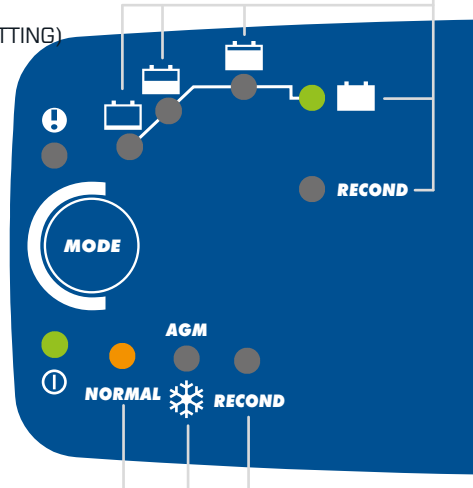 TTING)
RECOND
MODE
AGM
NORMAL
RECOND